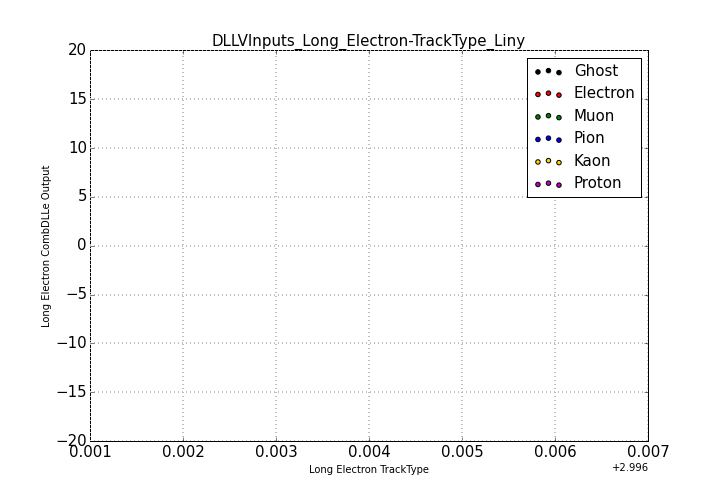 DLLVInputs_Long_Electron-TrackType_Liny
20
15
10
5
0
−5
−10
−15
−20
Long Electron CombDLLe Output
Ghost
Electron
Muon
Pion
Kaon
Proton
0.001 0.002 0.003 0.004 0.005 0.006 0.007
Long Electron TrackType
+2.996